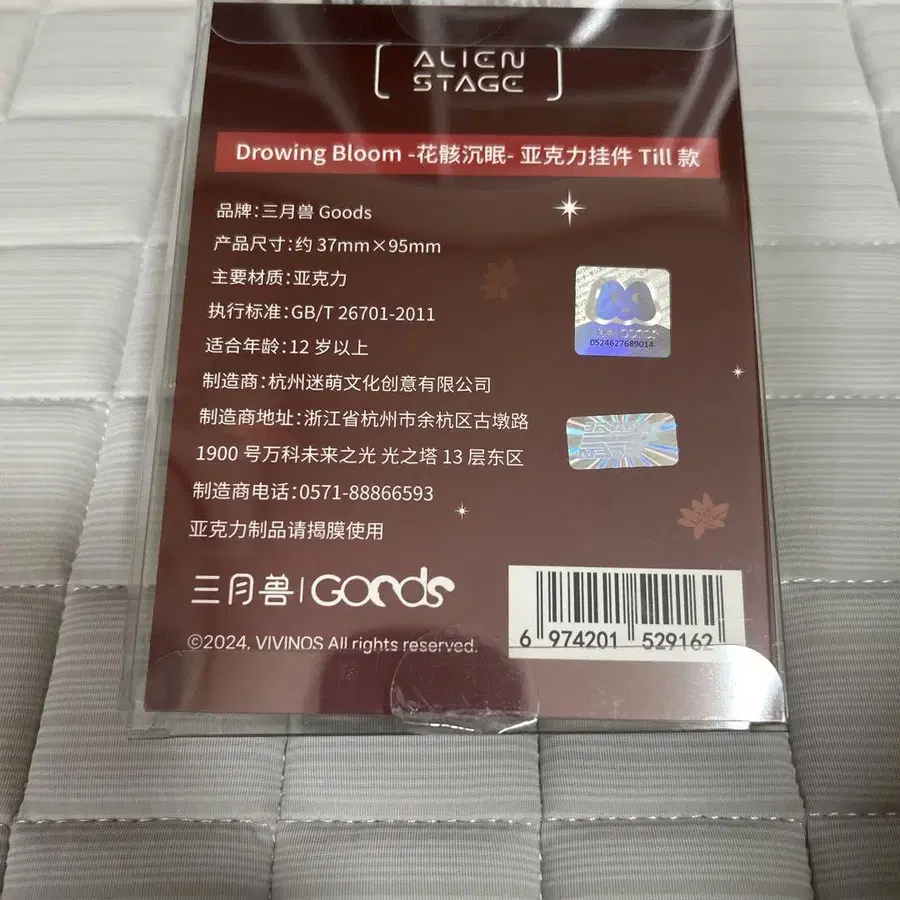 ALIEN
STAGE
Drowing Bloom -花骸沉眠- 亚克力挂件 Till 款
品牌：三月兽 Goods
产品尺寸：约 37mm×95mm
主要材质：亚克力
执行标准：GB/T 26701-2011
适合年龄：12 岁以上
制造商：杭州迷萌文化创意有限公司
制造商地址：浙江省杭州市余杭区古墩路
1900 号万科未来之光 光之塔 13 层东区
制造商电话：0571-88866593
亚克力制品请揭膜使用
0524627689014
三月兽 | Goods
©2024. VIVINOS All rights reserved.
6 974201 529162